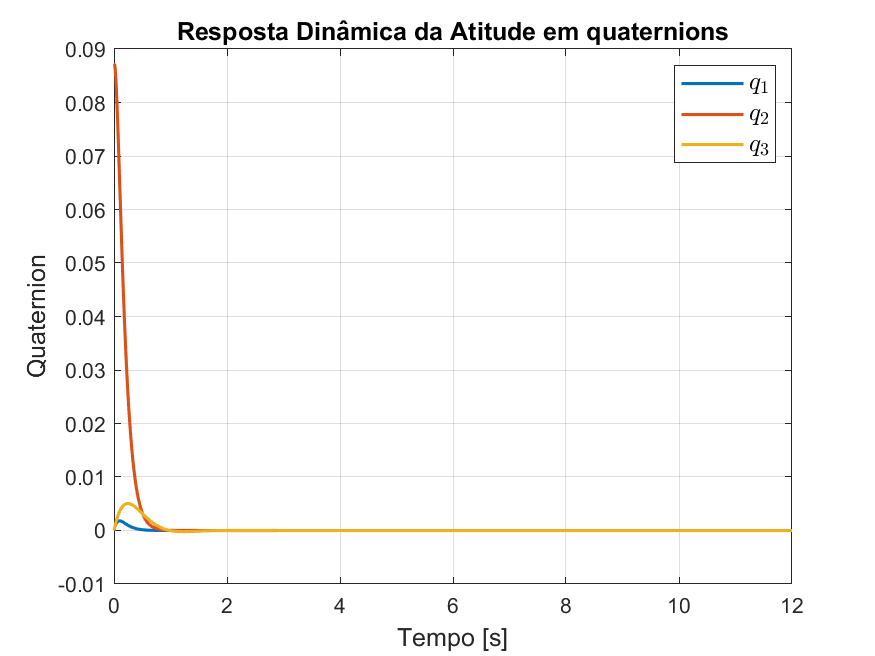 Resposta Dinâmica da Atitude em quaternions
q1
q2
q3
Quaternion
0.09
0.08
0.07
0.06
0.05
0.04
0.03
0.02
0.01
0
-0.01
0 2 4 6 8 10 12
Tempo [s]